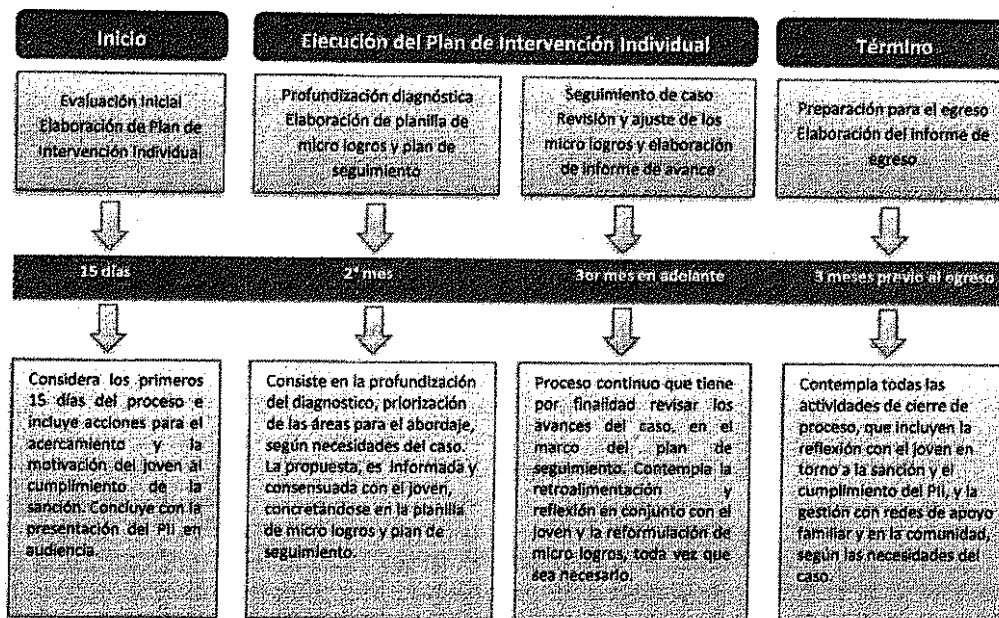 Inicio
Ejecución del Plan de Intervención Individual
Término
Evaluación Inicial
Elaboración de Plan de
Intervención Individual
Profundización diagnóstica
Elaboración de planilla de
micro logros y plan de
seguimiento
Seguimiento de caso
Revisión y ajuste de los
micro logros y elaboración
de informe de avance
Preparación para el egreso
Elaboración del informe de
egreso
15 días
2° mes
3er mes en adelante
3 meses previo al egreso
Considera los primeros
15 días del proceso e
incluye acciones para el
acercamiento y la
motivación del joven al
cumplimiento de la
sanción. Concluye con la
presentación del PII en
audiencia.
Consiste en la profundización
del diagnostico, priorización
de las áreas para el abordaje,
según necesidades del caso.
La propuesta, es informada y
consensuada con el joven,
concretándose en la planilla
de micro logros y plan de
seguimiento.
Proceso continuo que tiene
por finalidad revisar los
avances del caso, en el
marco del plan de
seguimiento. Contempla la
retroalimentación y
reflexión en conjunto con el
joven y la reformulación de
micro logros, toda vez que
sea necesario.
Contempla todas las
actividades de cierre de
proceso, que incluyen la
reflexión con el joven en
torno a la sanción y el
cumplimiento del PII, y la
gestión con redes de apoyo
familiar y en la comunidad,
según las necesidades del
caso.